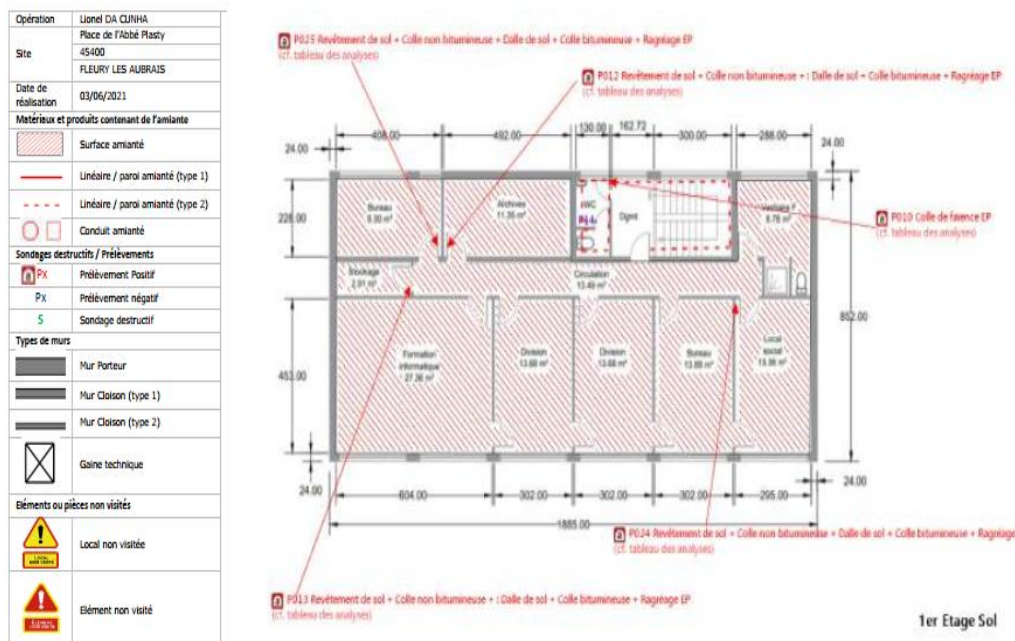 Opération Lionel DA CUNHA
Site
Place de l'Abbé Plasty
45400
FLEURY LES AUBRAIS
Date de réalisation 03/06/2021
Matériaux et produits contenant de l'amiante
Surface amianté
Linéaire / paroi amianté (type 1)
Linéaire / paroi amianté (type 2)
Conduit amianté
Sondages destructifs / Prélèvements
Px Prélèvement Positif
Px Prélèvement négatif
S Sondage destructif
Types de murs
Mur Porteur
Mur Cloison (type 1)
Mur Cloison (type 2)
Gaine technique
Eléments ou pièces non visités
Local non visitée
Elément non visité
P025 Revêtement de sol + Colle non bitumineuse + Dalle de sol + Colle bitumineuse + Ragréage EP
(cf. tableau des analyses)
P012 Revêtement de sol + Colle non bitumineuse + : Dalle de sol + Colle bitumineuse + Ragréage EP
(cf. tableau des analyses)
24.00
492.00
130.00
162.72
300.00
288.00
24.00
Bureau
Archives
11.36 m²
WC
Dgmt
P010 Colle de faïence EP
(cf. tableau des analyses)
Stockage
2.91 m²
Circulation
13.49 m²
Formation
informatique
27.36 m²
Division
13.68 m²
Division
13.68 m²
Bureau
Local
social
24.00
604.00
302.00
302.00
302.00
295.00
24.00
1885.00
P024 Revêtement de sol + Colle non bitumineuse + Dalle de sol + Colle bitumineuse + Ragréage
(cf. tableau des analyses)
P013 Revêtement de sol + Colle non bitumineuse + : Dalle de sol + Colle bitumineuse + Ragréage EP
(cf. tableau des analyses)
1er Etage Sol